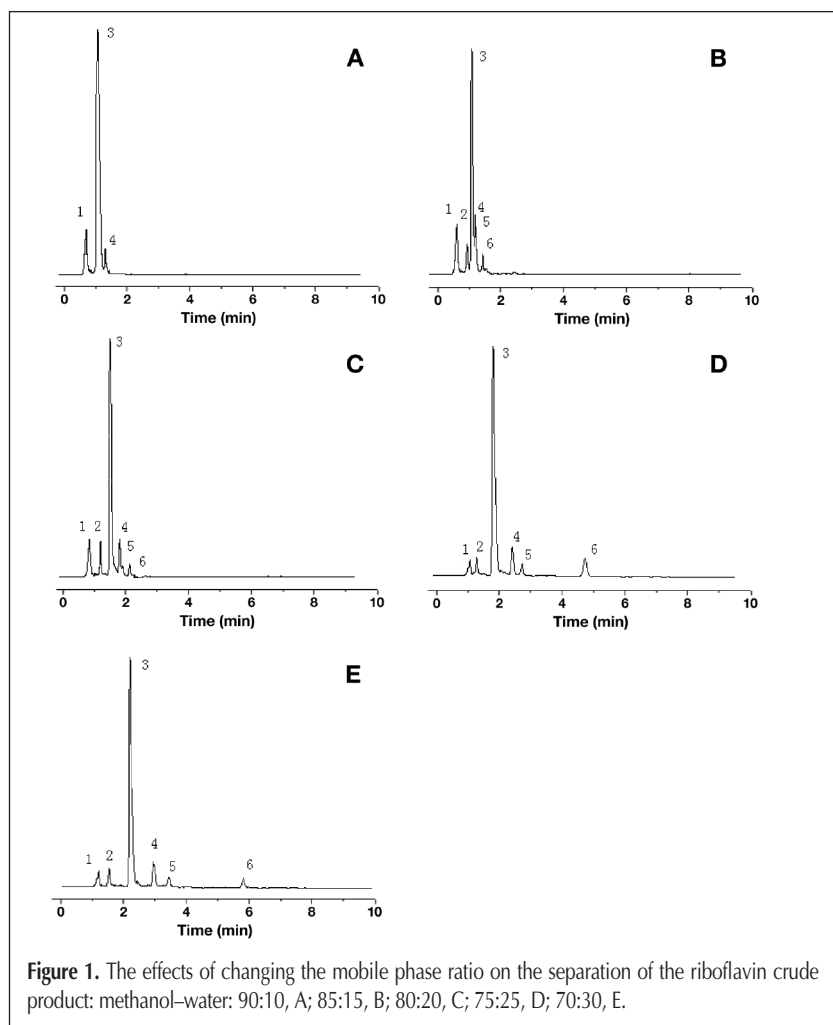 3
A
1
4
0 2 4 6 8 10
Time (min)
3
B
1
2
4
5
6
0 2 4 6 8 10
Time (min)
3
C
1 2 4
5
6
0 2 4 6 8 10
Time (min)
3
D
1 2 4
5
6
0 2 4 6 8 10
Time (min)
3
E
1 2 4
5 6
0 2 4 6 8 10
Time (min)
Figure 1. The effects of changing the mobile phase ratio on the separation of the riboflavin crude
product: methanol–water: 90:10, A; 85:15, B; 80:20, C; 75:25, D; 70:30, E.